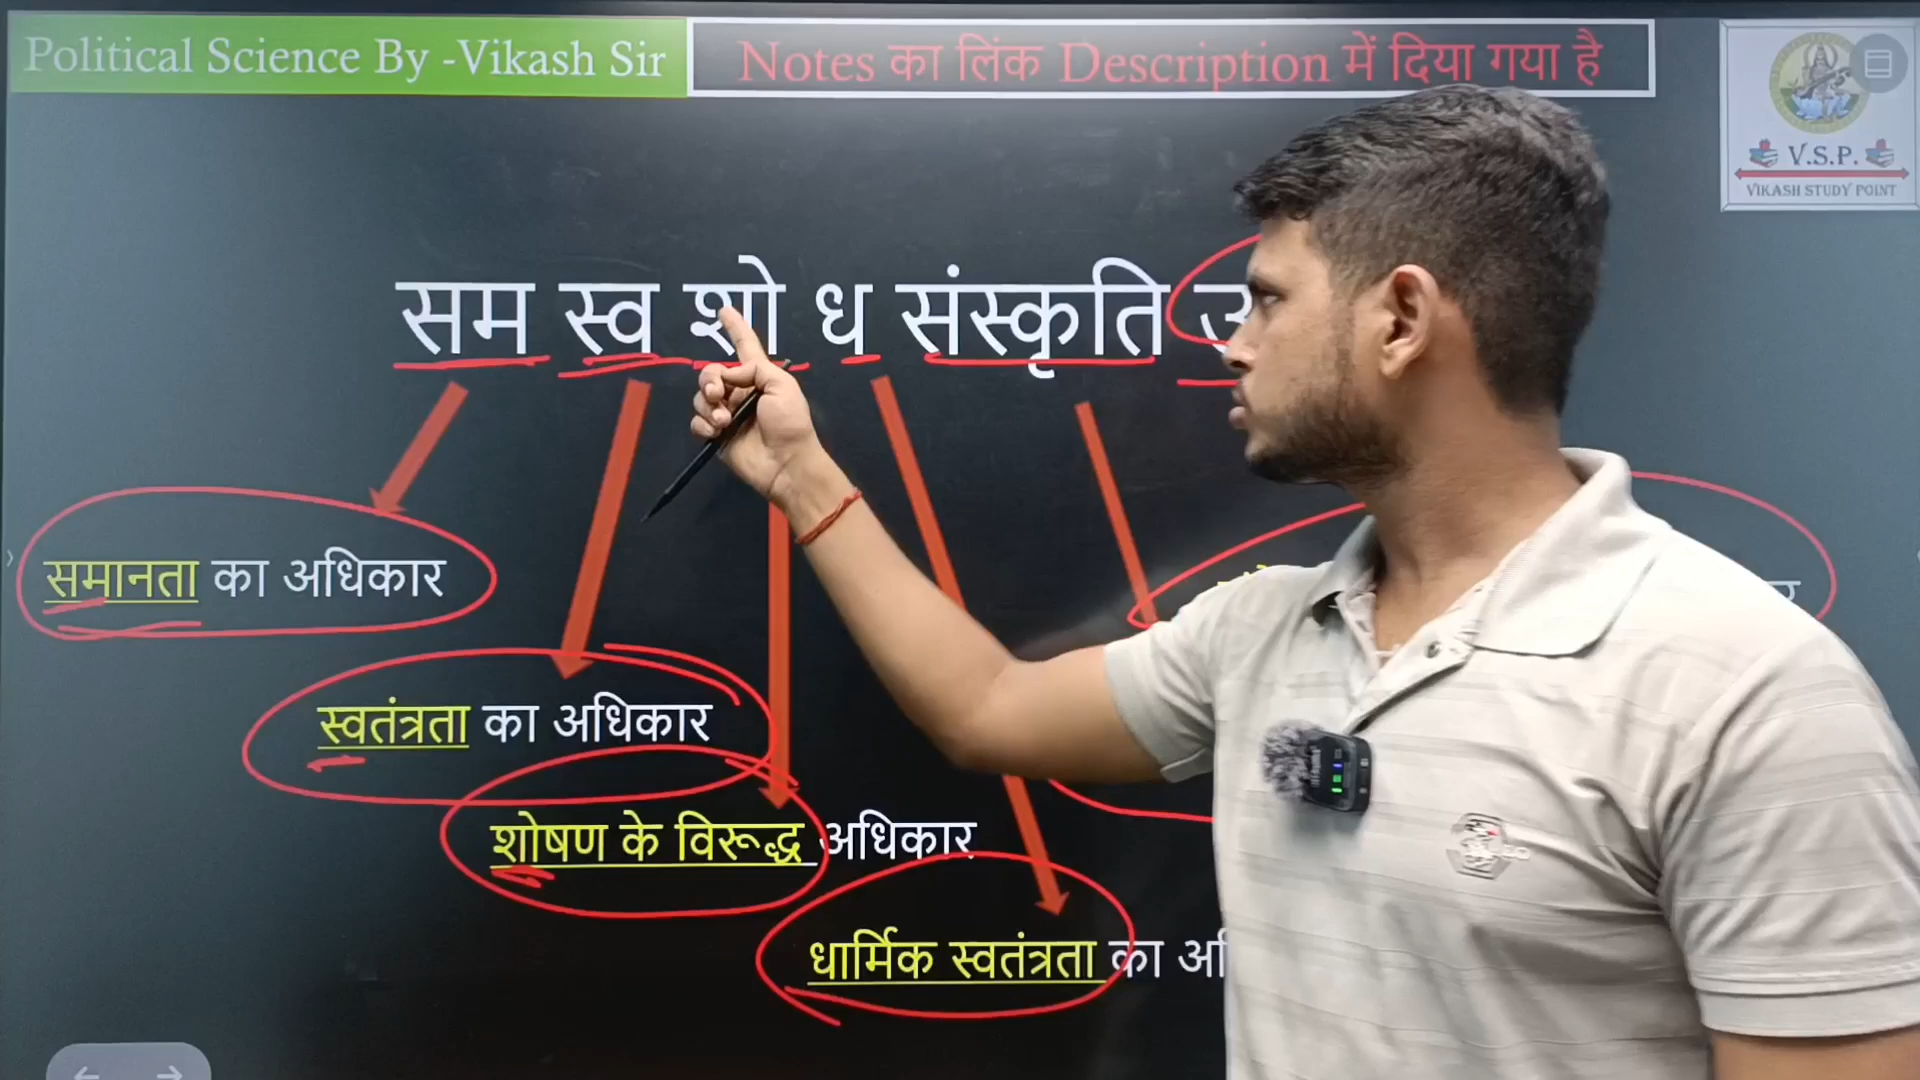 Political Science By -Vikash Sir
Notes का लिंक Description में दिया गया है
V.S.P.
VIKASH STUDY POINT
सम स्व शो ध संस्कृति
समानता का अधिकार
स्वतंत्रता का अधिकार
शोषण के विरूद्ध अधिकार
धार्मिक स्वतंत्रता का